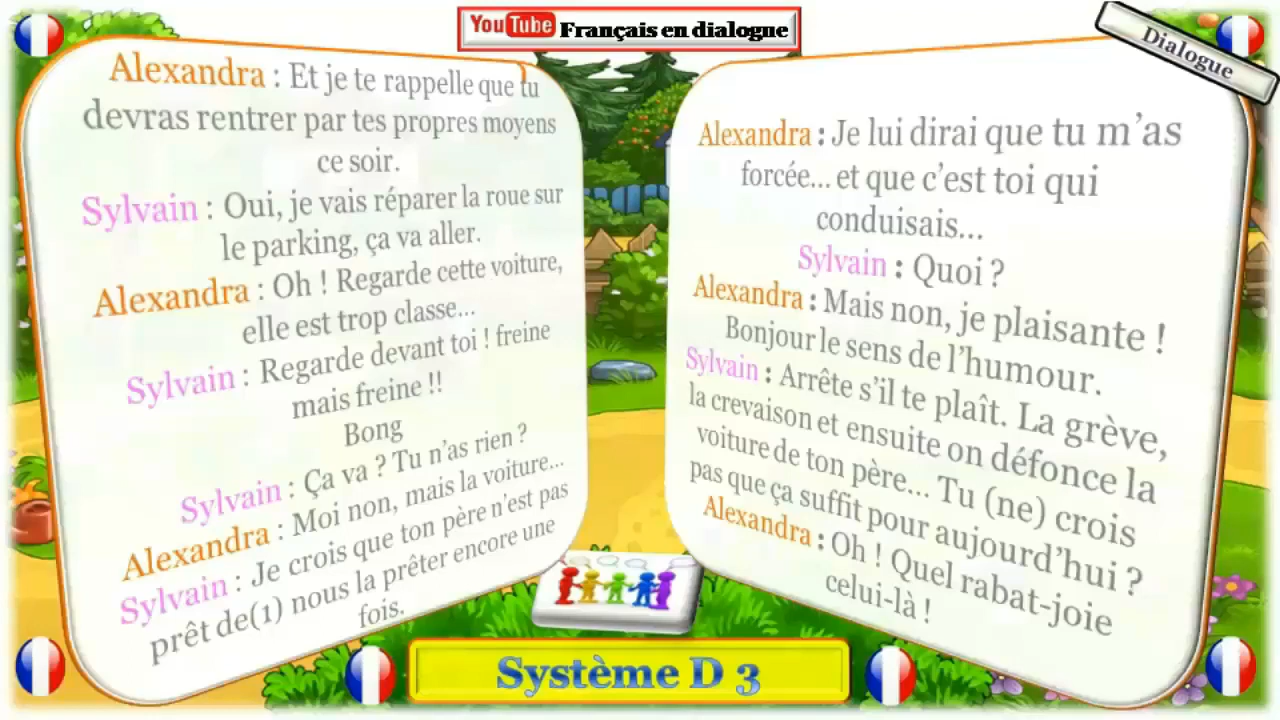 YouTube Français en dialogue
Dialogue
Alexandra : Et je te rappelle que tu
devras rentrer par tes propres moyens
ce soir.
Sylvain : Oui, je vais réparer la roue sur
le parking, ça va aller.
Alexandra : Oh ! Regarde cette voiture,
elle est trop classe...
Sylvain : Regarde devant toi ! freine
mais freine !!
Bong
Sylvain : Ça va ? Tu n'as rien ?
Alexandra : Moi non, mais la voiture...
Sylvain : Je crois que ton père n'est pas
prêt de(1) nous la prêter encore une
fois.
Alexandra : Je lui dirai que tu m'as
forcée... et que c'est toi qui
conduisais...
Sylvain : Quoi ?
Alexandra : Mais non, je plaisante !
Bonjour le sens de l'humour.
Sylvain : Arrête s'il te plaît. La grève,
la crevaison et ensuite on défonce la
voiture de ton père... Tu (ne) crois
pas que ça suffit pour aujourd'hui ?
Alexandra : Oh ! Quel rabat-joie
celui-là !
Système D 3